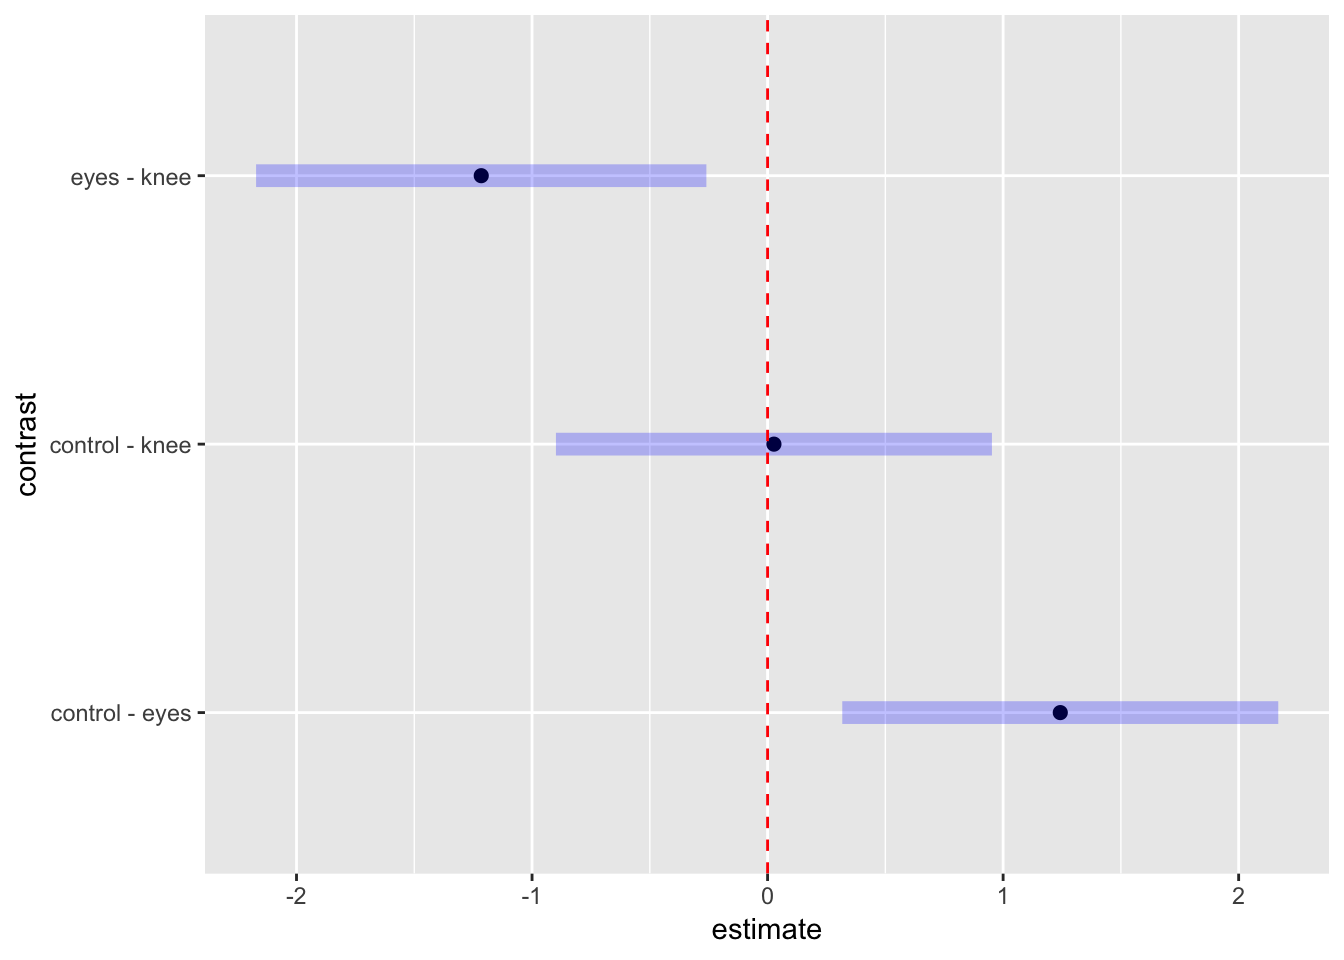 contrast
eyes - knee
control - knee
control - eyes
-2 -1 0 1 2
estimate